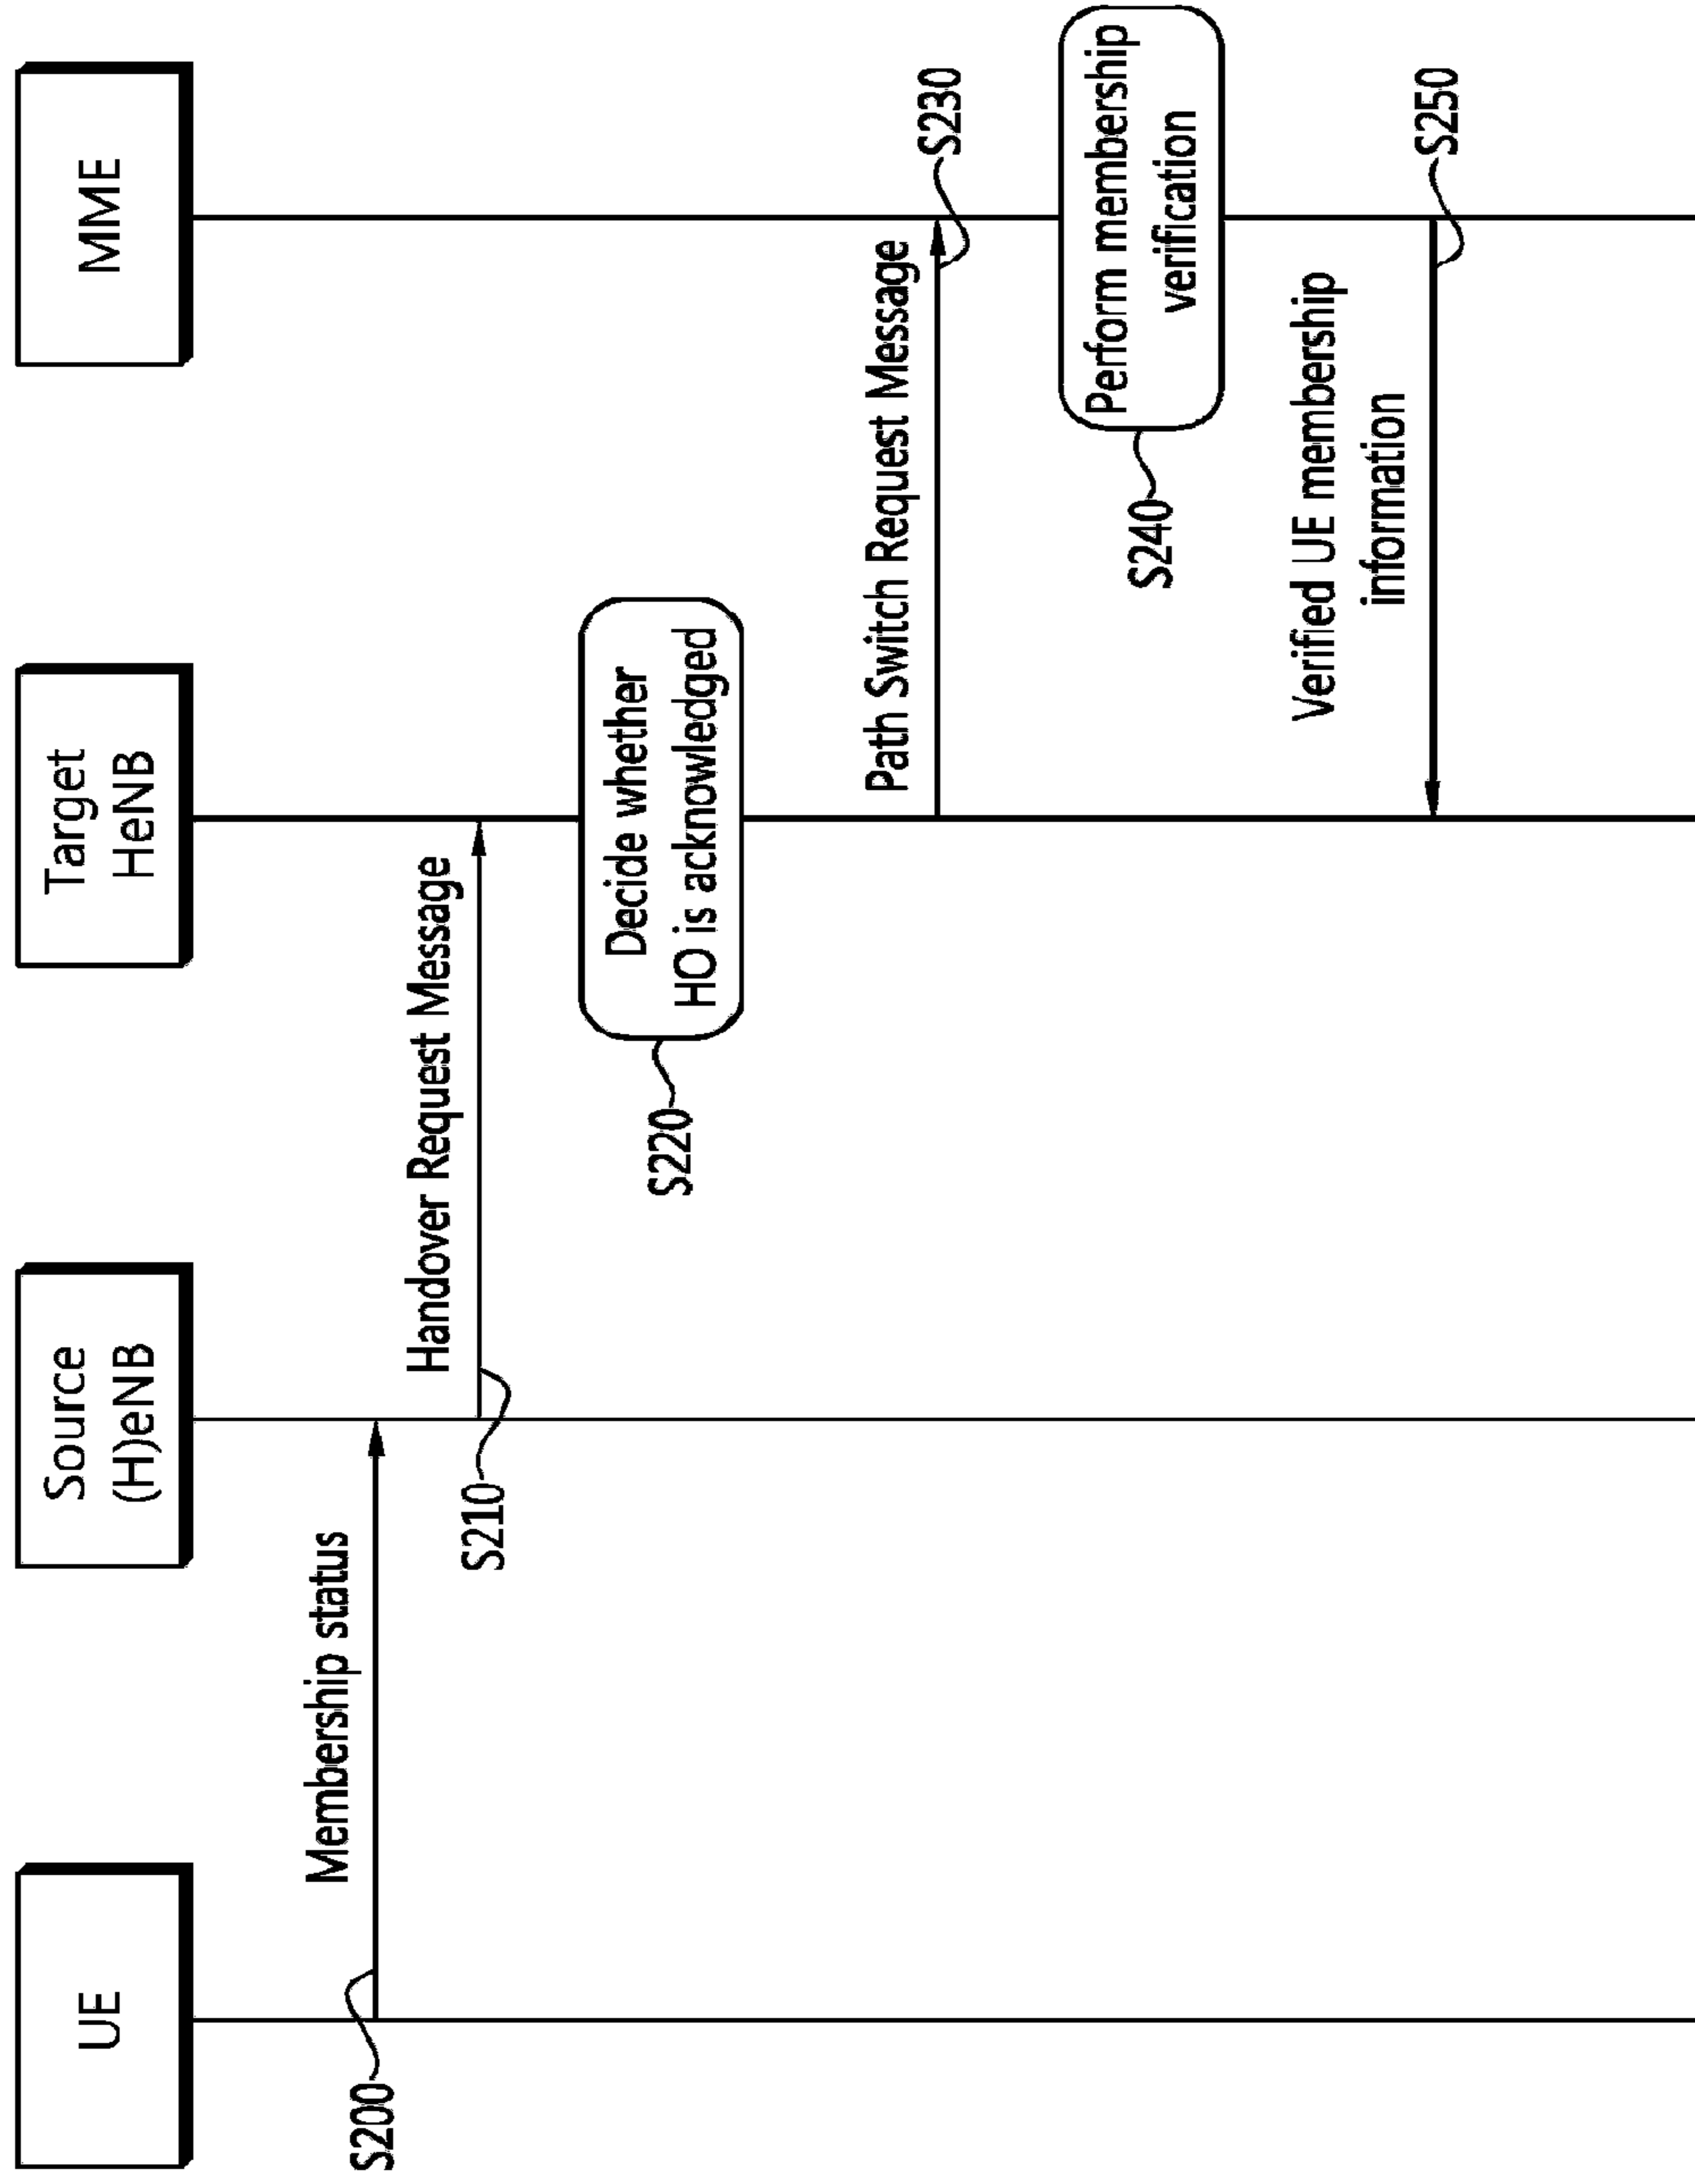 UE
Source
(H)eNB
Target
HeNB
MME
Membership status
S200
Handover Request Message
S210
Decide whether
HO is acknowledged
S220
Path Switch Request Message
S230
Perform membership
verification
S240
Verified UE membership
information
S250